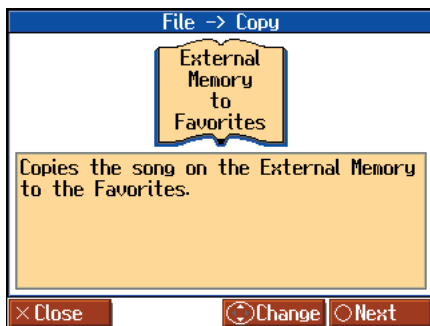 File -> Copy
External
Memory
to
Favorites
Copies the song on the External Memory
to the Favorites.
× Close
Change
Next